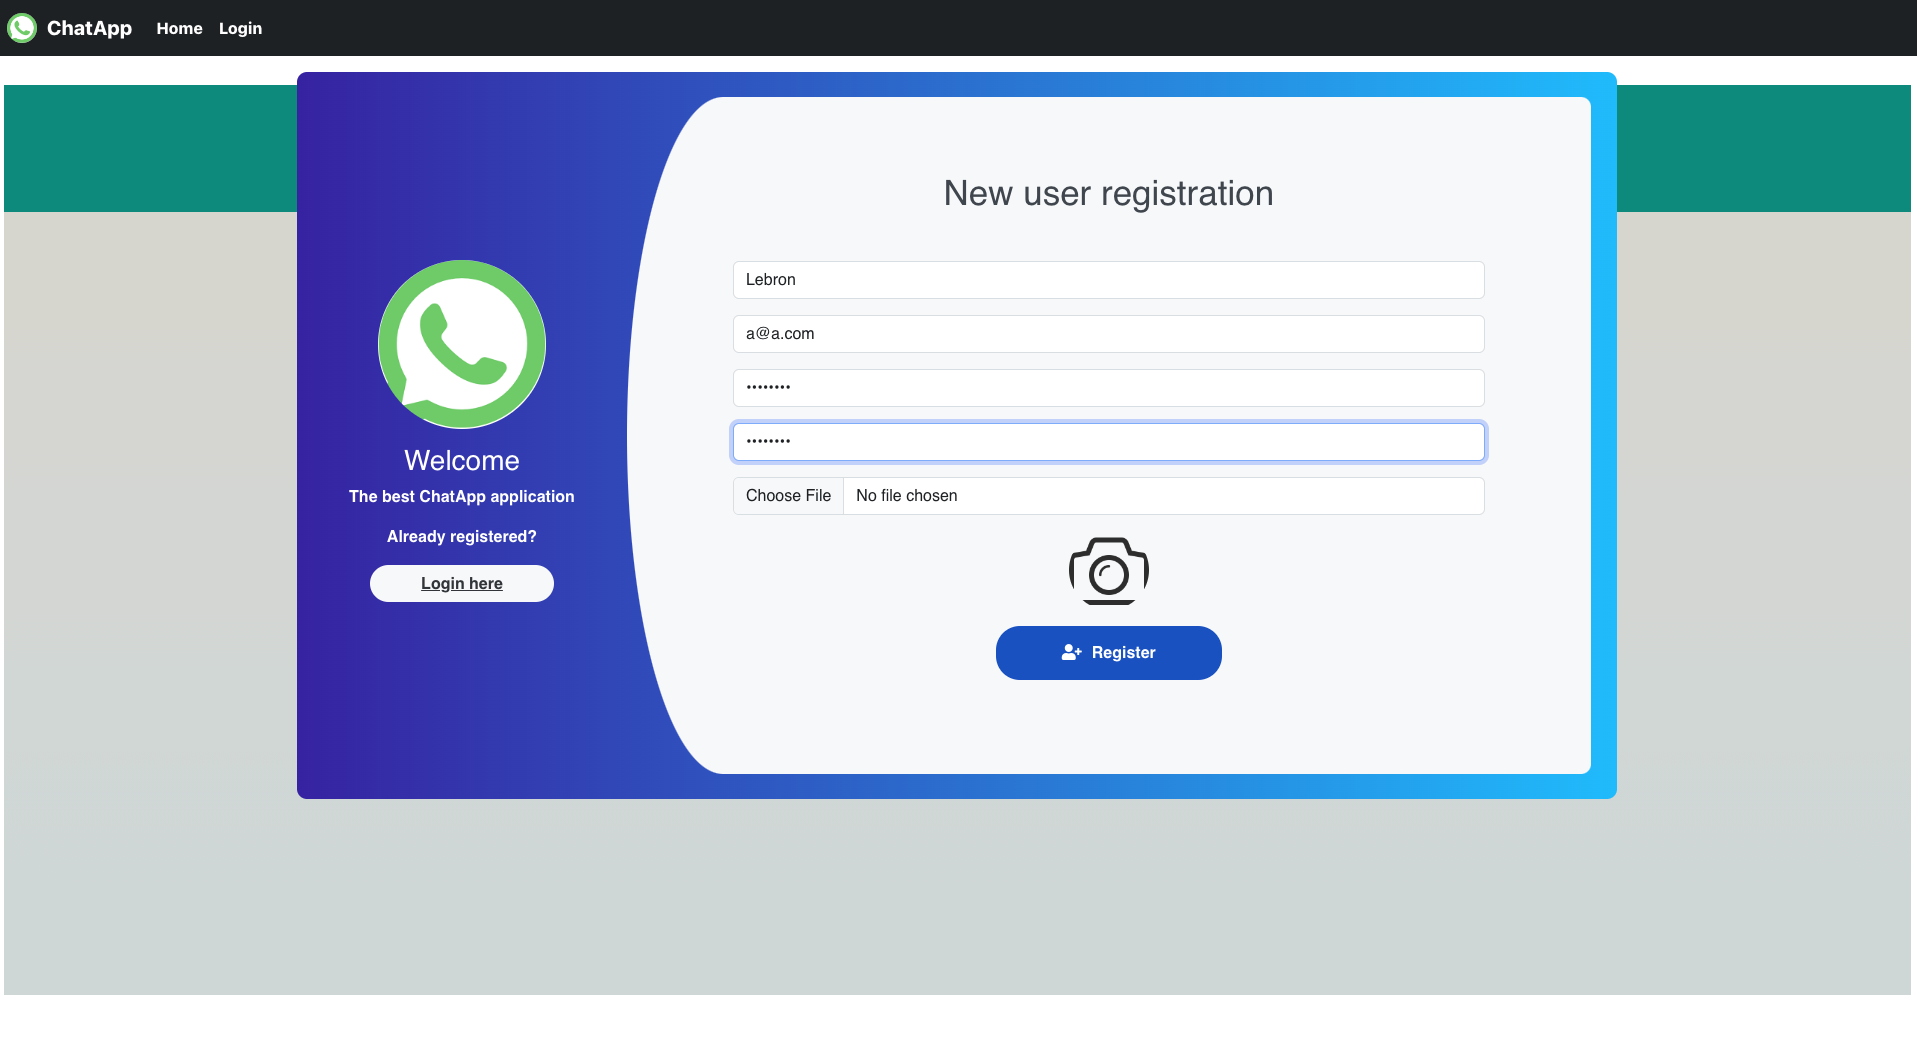 ChatApp Home Login
New user registration
Lebron
a@a.com
••••••••
••••••••
Choose File No file chosen
Register
Welcome
The best ChatApp application
Already registered?
Login here